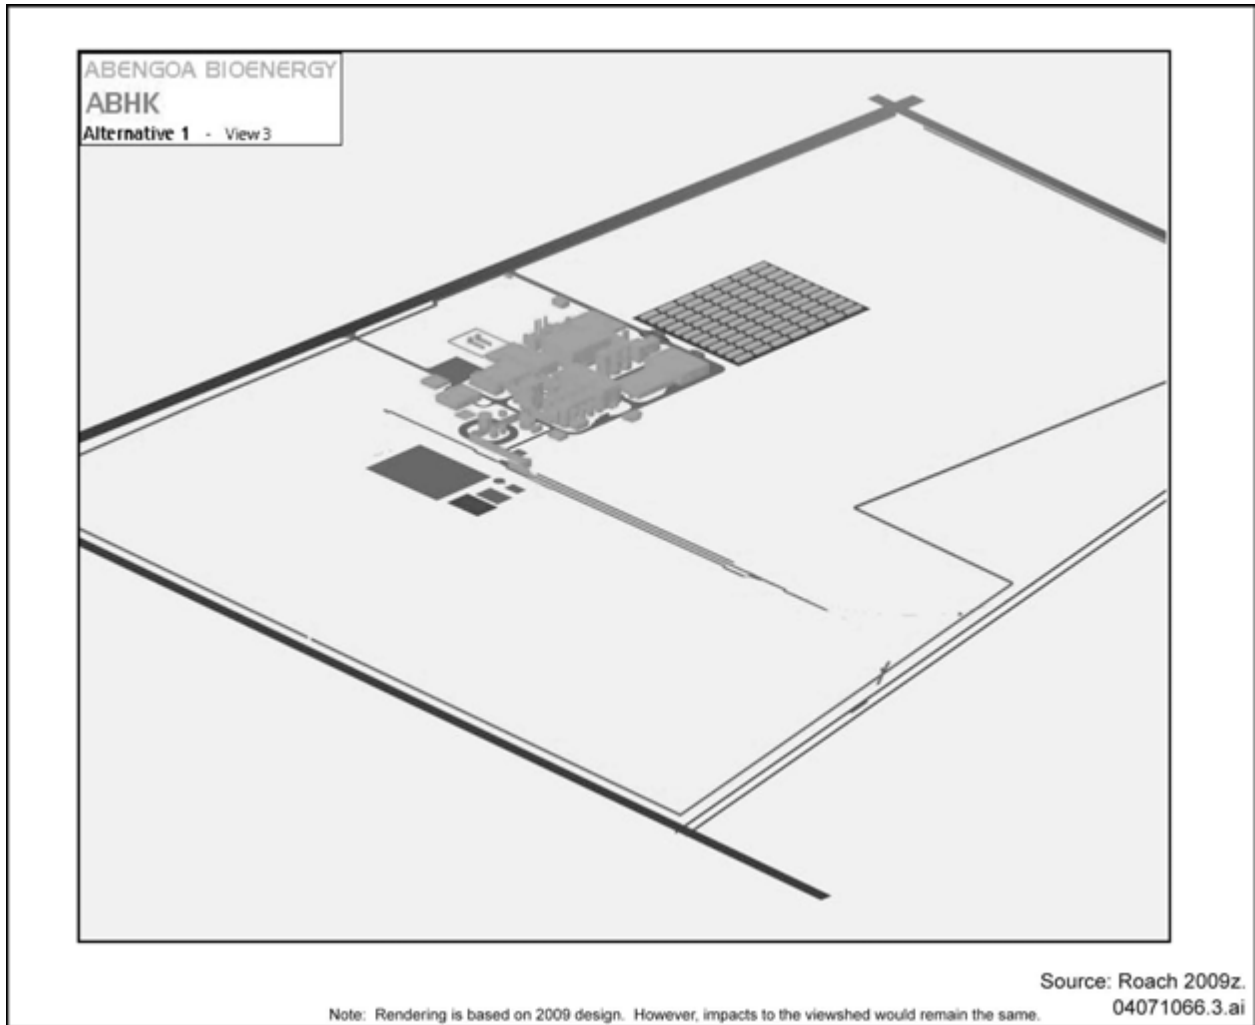 ABENGOA BIOENERGY
ABHK
Alternative 1 - View 3
Source: Roach 2009z.
04071066.3.ai
Note: Rendering is based on 2009 design. However, impacts to the viewshed would remain the same.